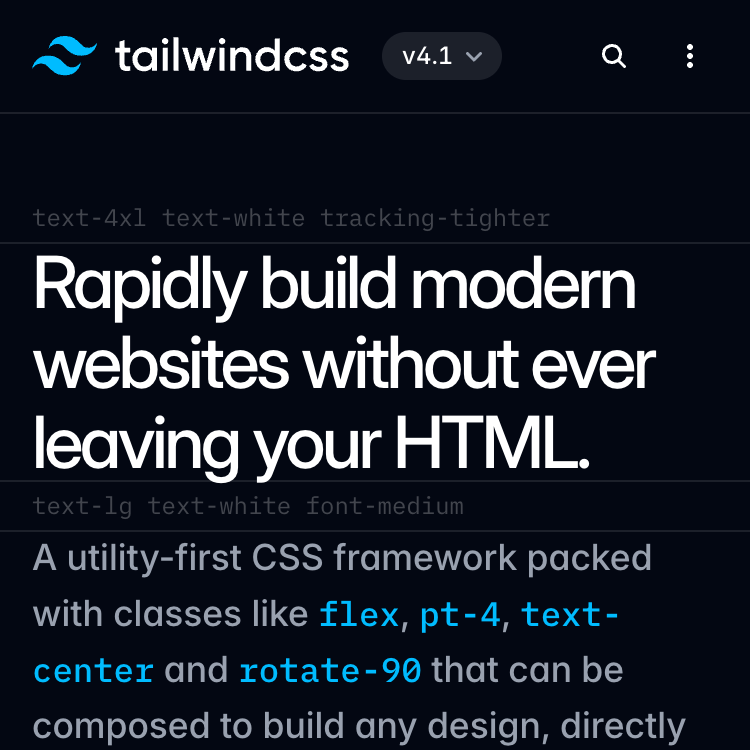 tailwindcss v4.1
text-4xl text-white tracking-tighter
Rapidly build modern
websites without ever
leaving your HTML.
text-lg text-white font-medium
A utility-first CSS framework packed
with classes like flex, pt-4, text-
center and rotate-90 that can be
composed to build any design, directly